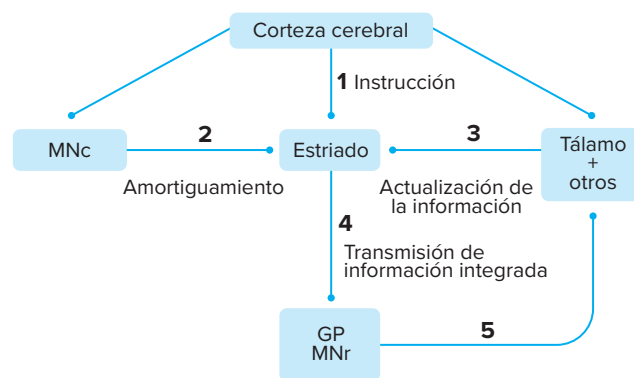 Corteza cerebral
1 Instrucción
MNc
2
Estriado
3
Tálamo
+
otros
Amortiguamiento
Actualización de
la información
4
Transmisión de
información integrada
GP
MNr
5